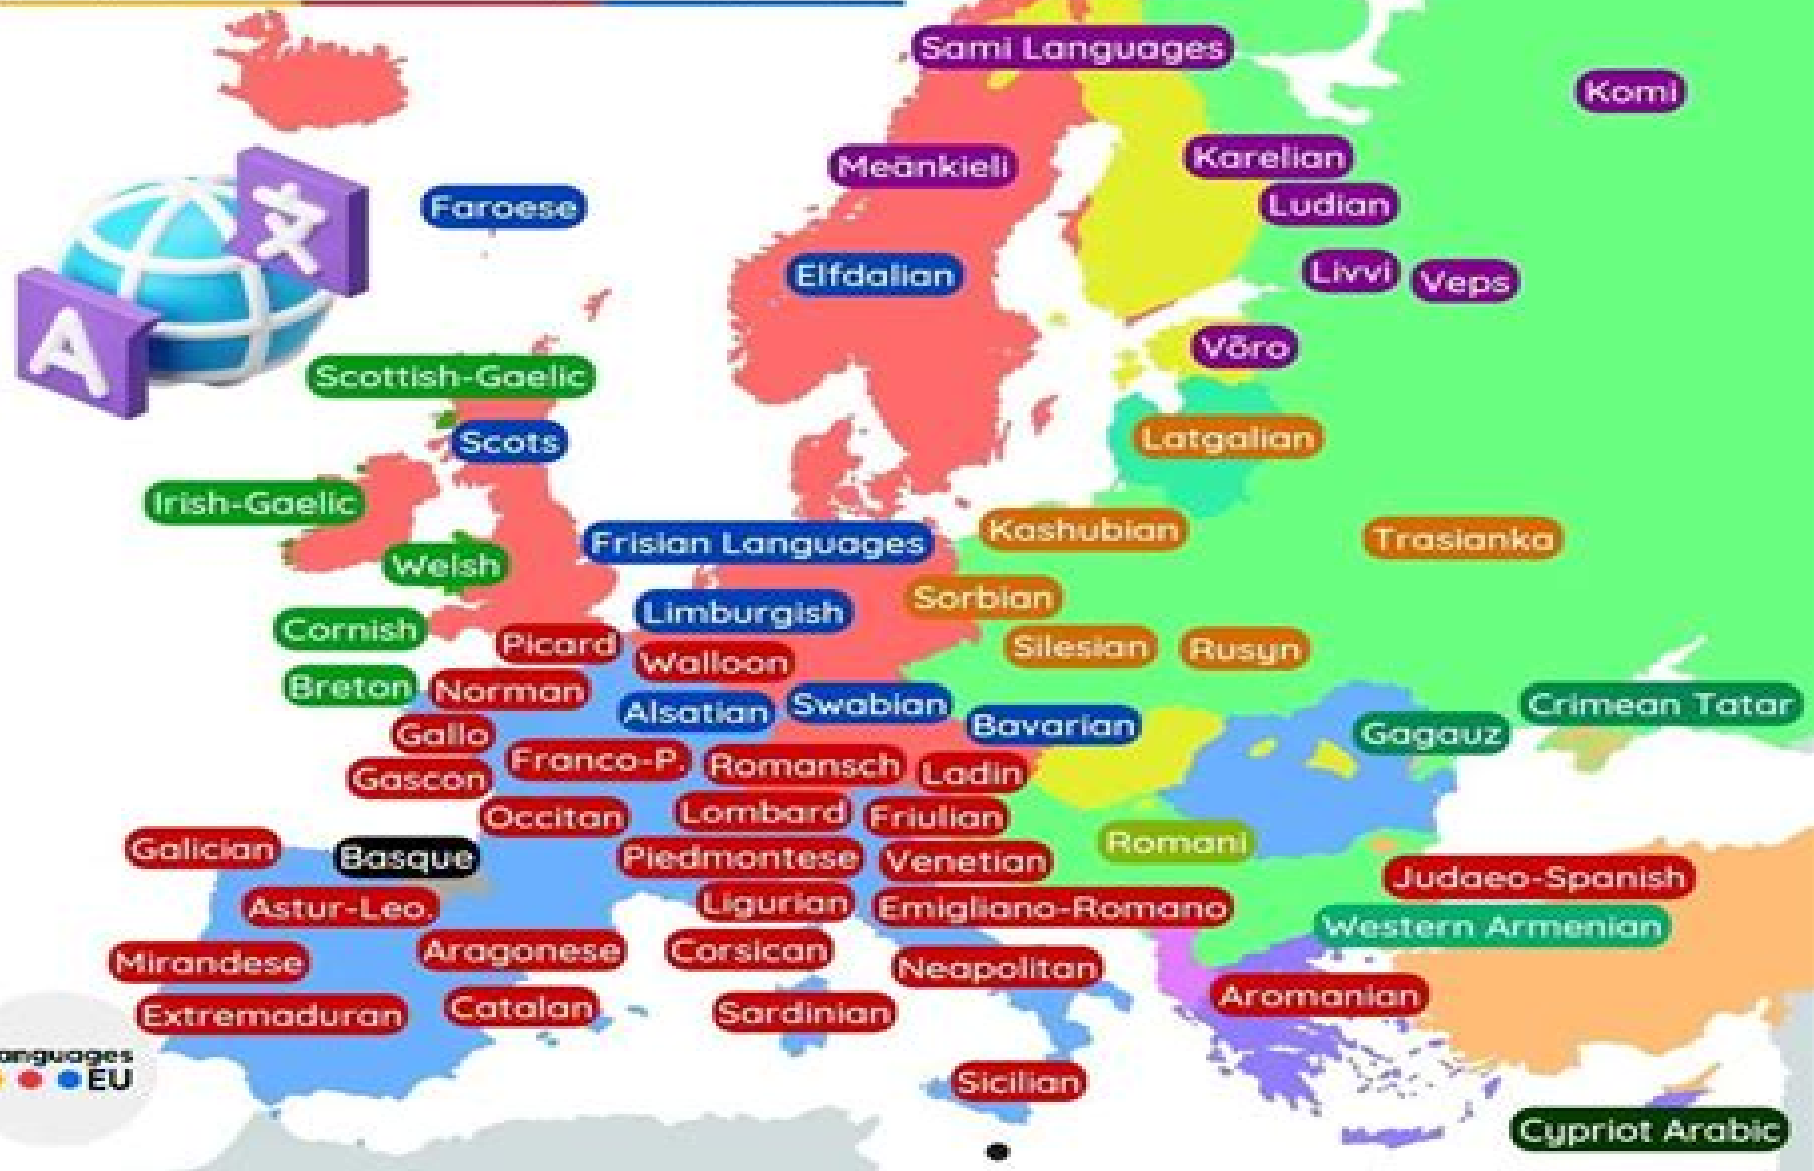 Sami Languages
Komi
Meänkieli
Karelian
Faroese
Ludian
文
Elfdalian
Livvi
Veps
A
Võro
Scottish-Gaelic
Scots
Latgalian
Irish-Gaelic
Kashubian
Trasianka
Frisian Languages
Welsh
Sorbian
Limburgish
Cornish
Picard
Silesian
Rusyn
Walloon
Breton
Norman
Alsatian
Swabian
Crimean Tatar
Bavarian
Gagauz
Gallo
Franco-P.
Romansch
Ladin
Gascon
Occitan
Lombard
Friulian
Galician
Basque
Romani
Piedmontese
Venetian
Judaeo-Spanish
Astur-Leo.
Ligurian
Emigliano-Romano
Western Armenian
Mirandese
Aragonese
Corsican
Neapolitan
Aromanian
Extremaduran
Catalan
Sardinian
anguages
EU
Sicilian
Cypriot Arabic